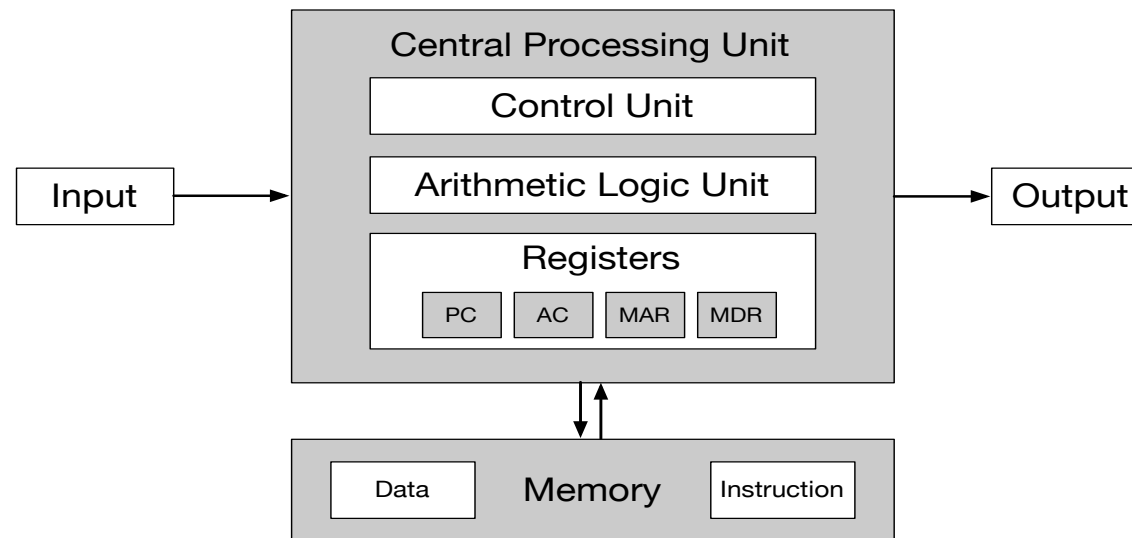 Central Processing Unit
Control Unit
Input
Arithmetic Logic Unit
Output
Registers
PC AC MAR MDR
Data Memory Instruction